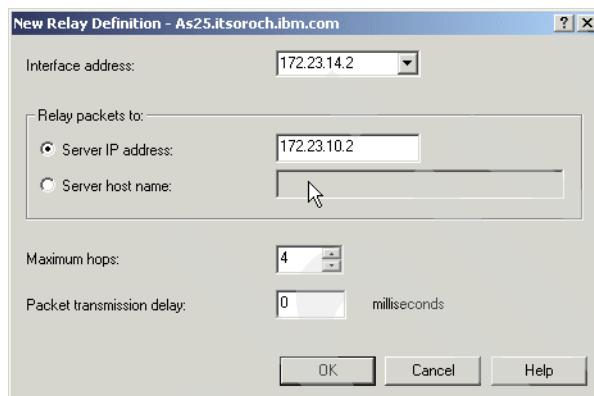 New Relay Definition - As25.itsoroch.ibm.com
Interface address: 172.23.14.2
Relay packets to:
Server IP address: 172.23.10.2
Server host name:
Maximum hops: 4
Packet transmission delay: 0 milliseconds
OK Cancel Help